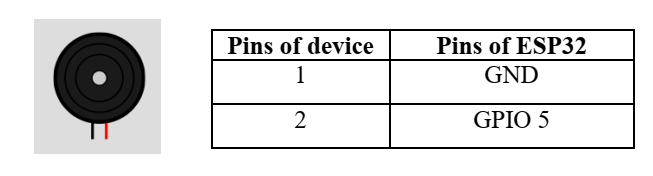 Pins of device Pins of ESP32
1 GND
2 GPIO 5